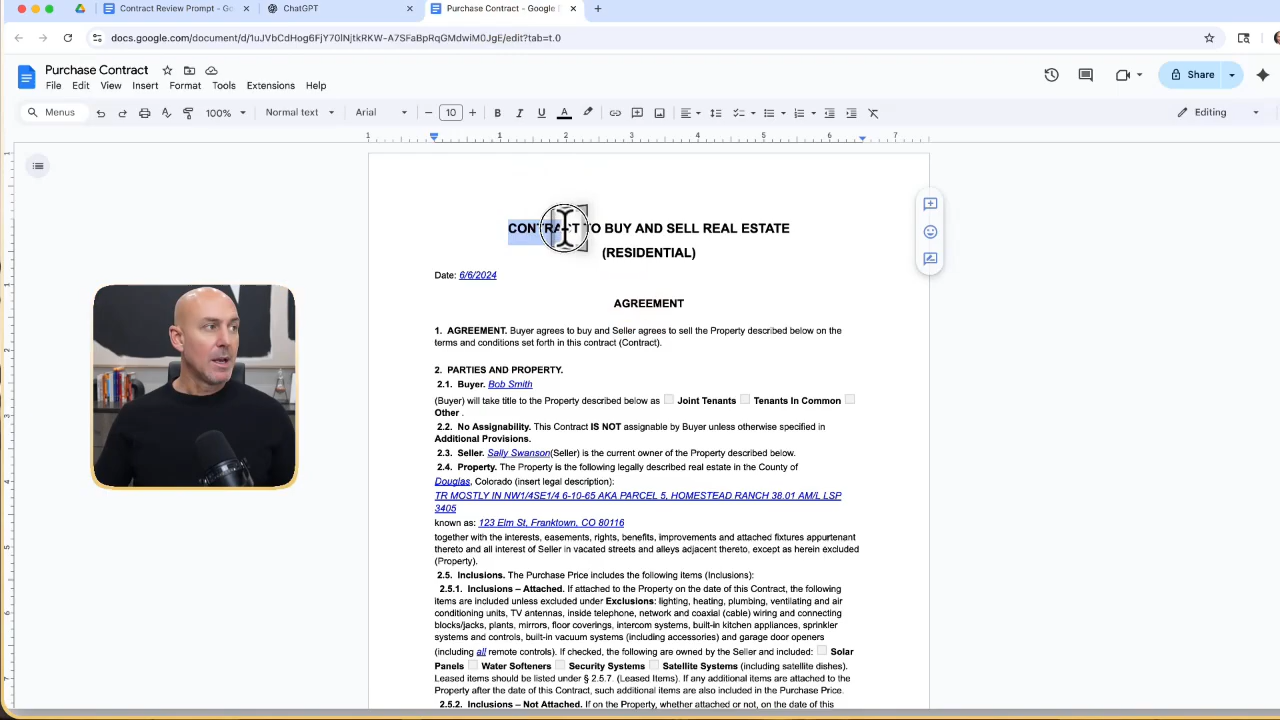 Contract Review Prompt - Go
ChatGPT
Purchase Contract - Google
docs.google.com/document/d/1uJVbCdHog6FjY70lNjtkRKW-A7SFaBpRqGMdwiM0JgE/edit?tab=t.0
Purchase Contract
Share
File Edit View Insert Format Tools Extensions Help
Menus 100% Normal text Arial 10 B I U A Editing
1 1 2 3 4 5 6 7
CONTRACT TO BUY AND SELL REAL ESTATE
(RESIDENTIAL)
Date: 6/6/2024
AGREEMENT
1. AGREEMENT. Buyer agrees to buy and Seller agrees to sell the Property described below on the
terms and conditions set forth in this contract (Contract).
2. PARTIES AND PROPERTY.
2.1. Buyer. Bob Smith
(Buyer) will take title to the Property described below as Joint Tenants Tenants In Common
Other .
2.2. No Assignability. This Contract IS NOT assignable by Buyer unless otherwise specified in
Additional Provisions.
2.3. Seller. Sally Swanson(Seller) is the current owner of the Property described below.
2.4. Property. The Property is the following legally described real estate in the County of
Douglas, Colorado (insert legal description):
TR MOSTLY IN NW1/4SE1/4 6-10-65 AKA PARCEL 5, HOMESTEAD RANCH 38.01 AM/L LSP
3405
known as: 123 Elm St, Franktown, CO 80116
together with the interests, easements, rights, benefits, improvements and attached fixtures appurtenant
thereto and all interest of Seller in vacated streets and alleys adjacent thereto, except as herein excluded
(Property).
2.5. Inclusions. The Purchase Price includes the following items (Inclusions):
2.5.1. Inclusions – Attached. If attached to the Property on the date of this Contract, the following
items are included unless excluded under Exclusions: lighting, heating, plumbing, ventilating and air
conditioning units, TV antennas, inside telephone, network and coaxial (cable) wiring and connecting
blocks/jacks, plants, mirrors, floor coverings, intercom systems, built-in kitchen appliances, sprinkler
systems and controls, built-in vacuum systems (including accessories) and garage door openers
(including all remote controls). If checked, the following are owned by the Seller and included: Solar
Panels Water Softeners Security Systems Satellite Systems (including satellite dishes).
Leased items should be listed under § 2.5.7. (Leased Items). If any additional items are attached to the
Property after the date of this Contract, such additional items are also included in the Purchase Price.
2.5.2. Inclusions – Not Attached. If on the Property, whether attached or not, on the date of this